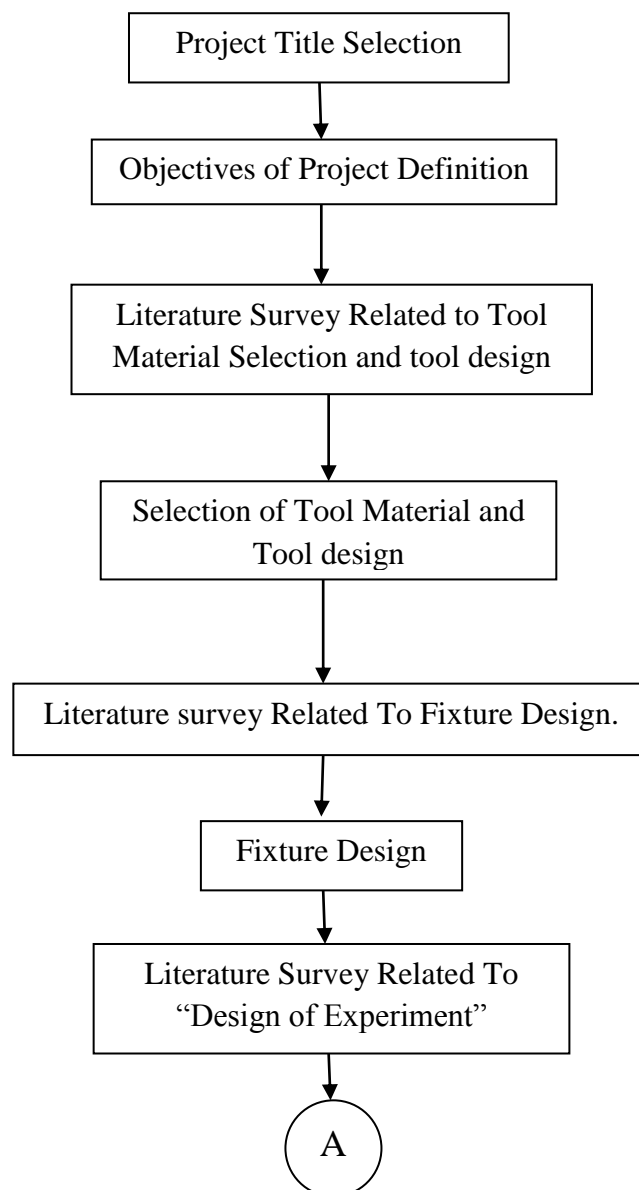 Project Title Selection
Objectives of Project Definition
Literature Survey Related to Tool
Material Selection and tool design
Selection of Tool Material and
Tool design
Literature survey Related To Fixture Design.
Fixture Design
Literature Survey Related To
“Design of Experiment”
A